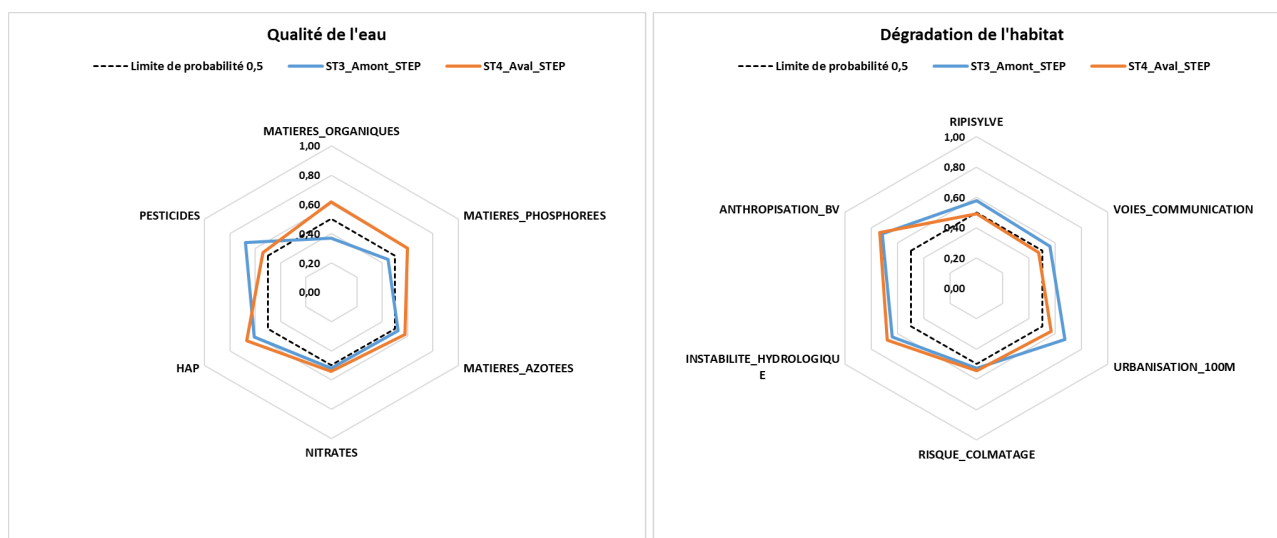 Qualité de l'eau
Limite de probabilité 0,5 ST3_Amont_STEP ST4_Aval_STEP
MATIERES_ORGANIQUES
1,00
0,80
PESTICIDES
0,60
MATIERES_PHOSPHOREES
0,40
0,20
0,00
HAP
MATIERES_AZOTEES
NITRATES
Dégradation de l'habitat
Limite de probabilité 0,5 ST3_Amont_STEP ST4_Aval_STEP
RIPISYLVE
1,00
0,80
ANTHROPISATION_BV
0,60
VOIES_COMMUNICATION
0,40
0,20
0,00
INSTABILITE_HYDROLOGIQU
E
URBANISATION_100M
RISQUE_COLMATAGE